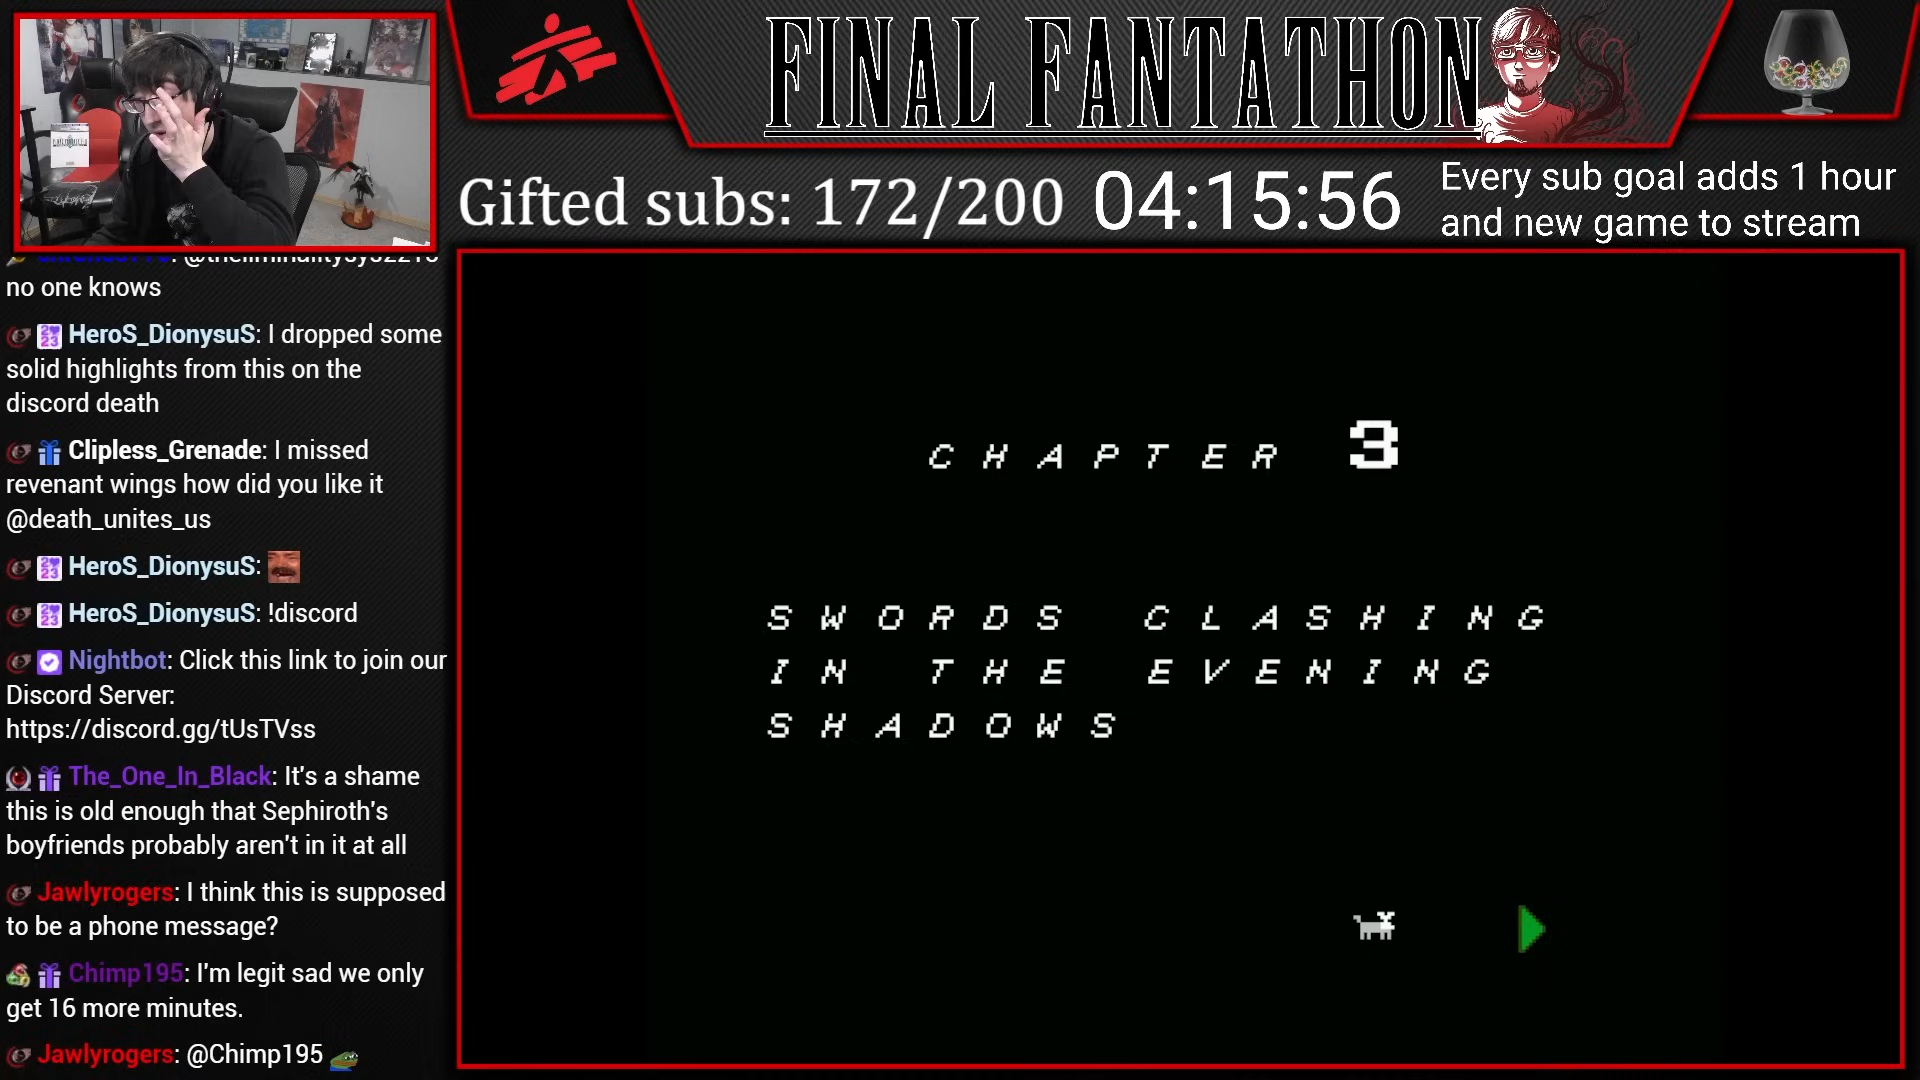 FINAL FANTATHON
Gifted subs: 172/200
04:15:56
Every sub goal adds 1 hour
and new game to stream
no one knows
HeroS_DionysuS: I dropped some
solid highlights from this on the
discord death
Clipless_Grenade: I missed
revenant wings how did you like it
@death_unites_us
HeroS_DionysuS:
HeroS_DionysuS: !discord
Nightbot: Click this link to join our
Discord Server:
https://discord.gg/tUsTVss
The_One_In_Black: It's a shame
this is old enough that Sephiroth's
boyfriends probably aren't in it at all
Jawlyrogers: I think this is supposed
to be a phone message?
Chimp195: I'm legit sad we only
get 16 more minutes.
Jawlyrogers: @Chimp195
CHAPTER 3
SWORDS CLASHING
IN THE EVENING
SHADOWS